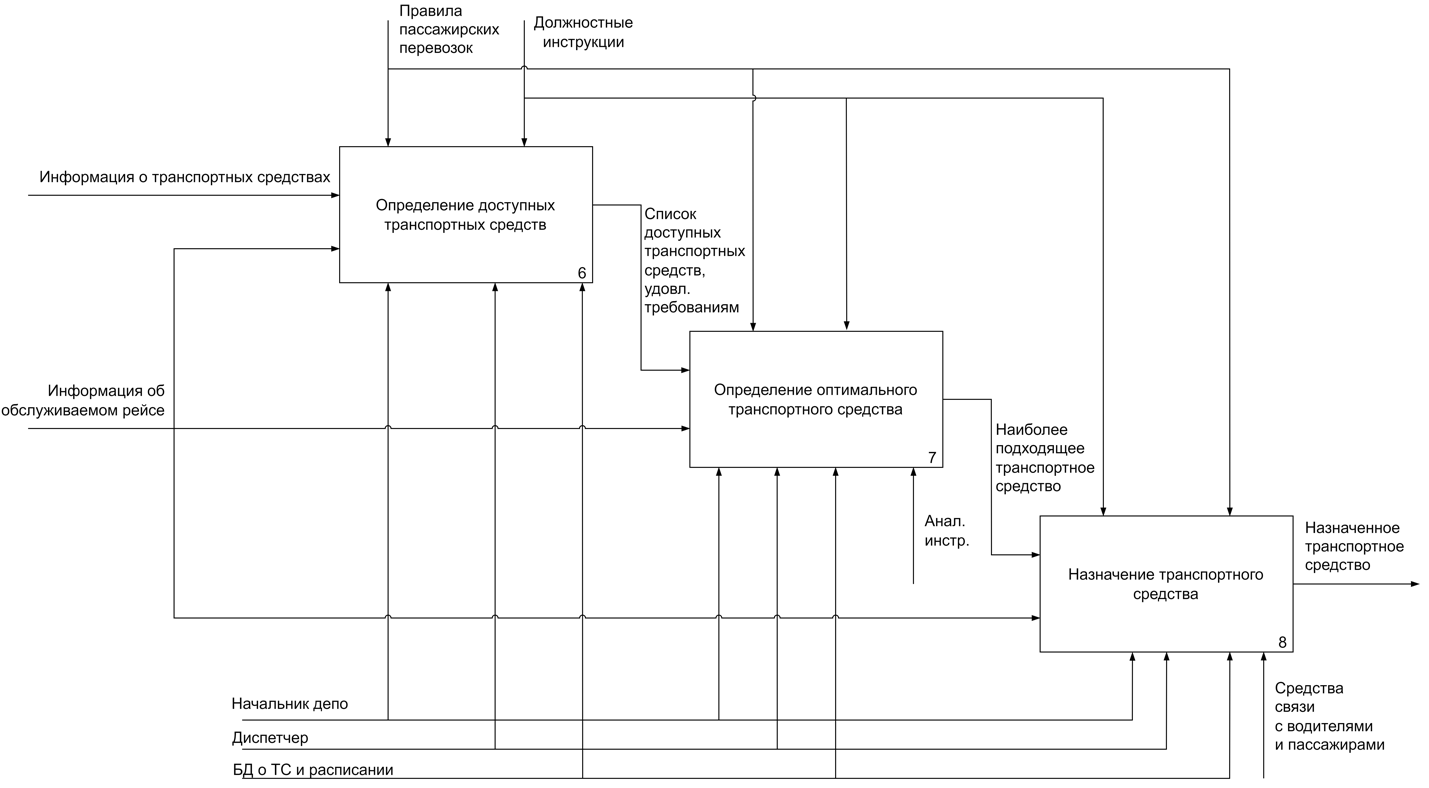 Правила
пассажирских
перевозок
Должностные
инструкции
Информация о транспортных средствах
Определение доступных
транспортных средств
6
Список
доступных
транспортных
средств,
удовл.
требованиям
Информация об
обслуживаемом рейсе
Определение оптимального
транспортного средства
7
Наиболее
подходящее
транспортное
средство
Анал.
инстр.
Назначение транспортного
средства
8
Назначенное
транспортное
средство
Начальник депо
Диспетчер
БД о ТС и расписании
Средства
связи
с водителями
и пассажирами